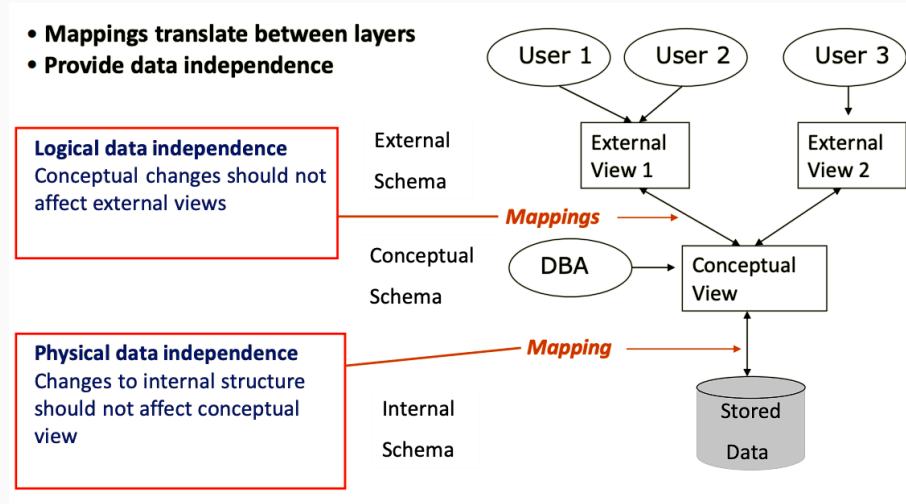 • Mappings translate between layers
• Provide data independence
User 1
User 2
User 3
External
View 1
External
View 2
Logical data independence
Conceptual changes should not
affect external views
External
Schema
Mappings
Conceptual
Schema
DBA
Conceptual
View
Physical data independence
Changes to internal structure
should not affect conceptual
view
Mapping
Internal
Schema
Stored
Data